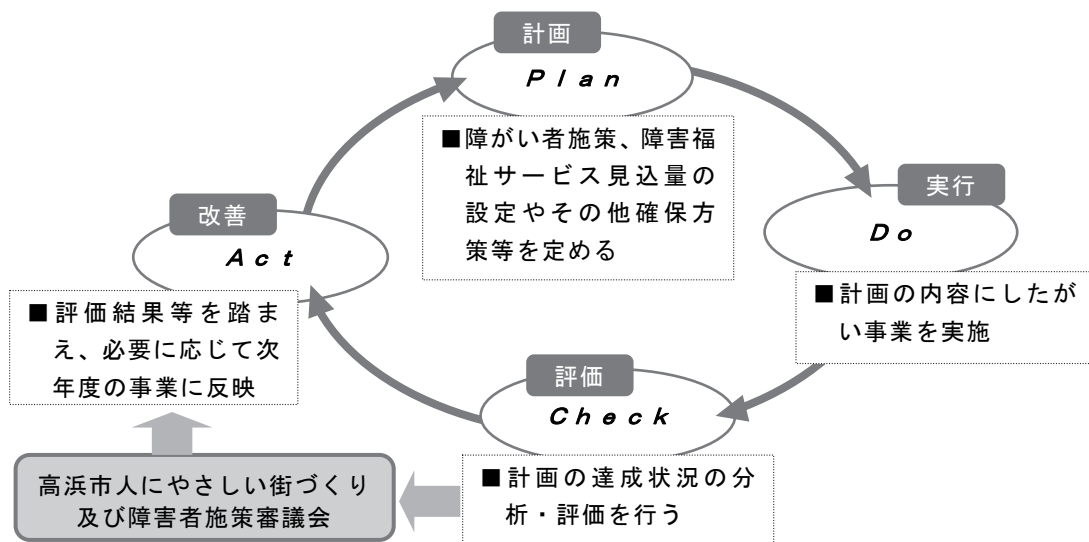 計画
Plan
■障がい者施策、障害福
祉サービス見込量の
設定やその他確保方
策等を定める
実行
Do
■計画の内容にしたが
い事業を実施
評価
Check
■計画の達成状況の分
析・評価を行う
改善
Act
■評価結果等を踏ま
え、必要に応じて次
年度の事業に反映
高浜市人にやさしい街づくり
及び障害者施策審議会